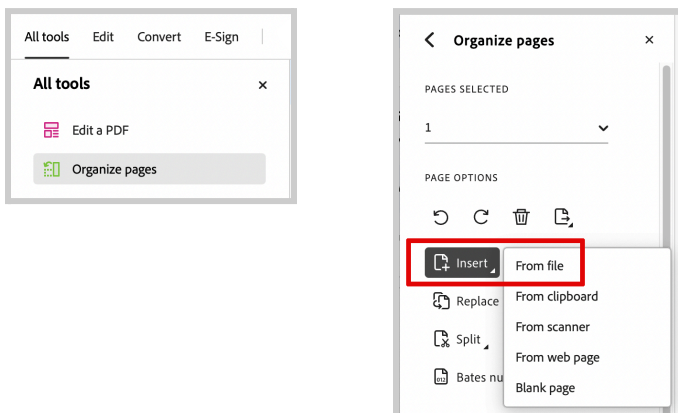 All tools Edit Convert E-Sign
All tools
Edit a PDF
Organize pages
Organize pages
PAGES SELECTED
1
PAGE OPTIONS
Insert
From file
From clipboard
From scanner
From web page
Blank page
Replace
Split
Bates nu